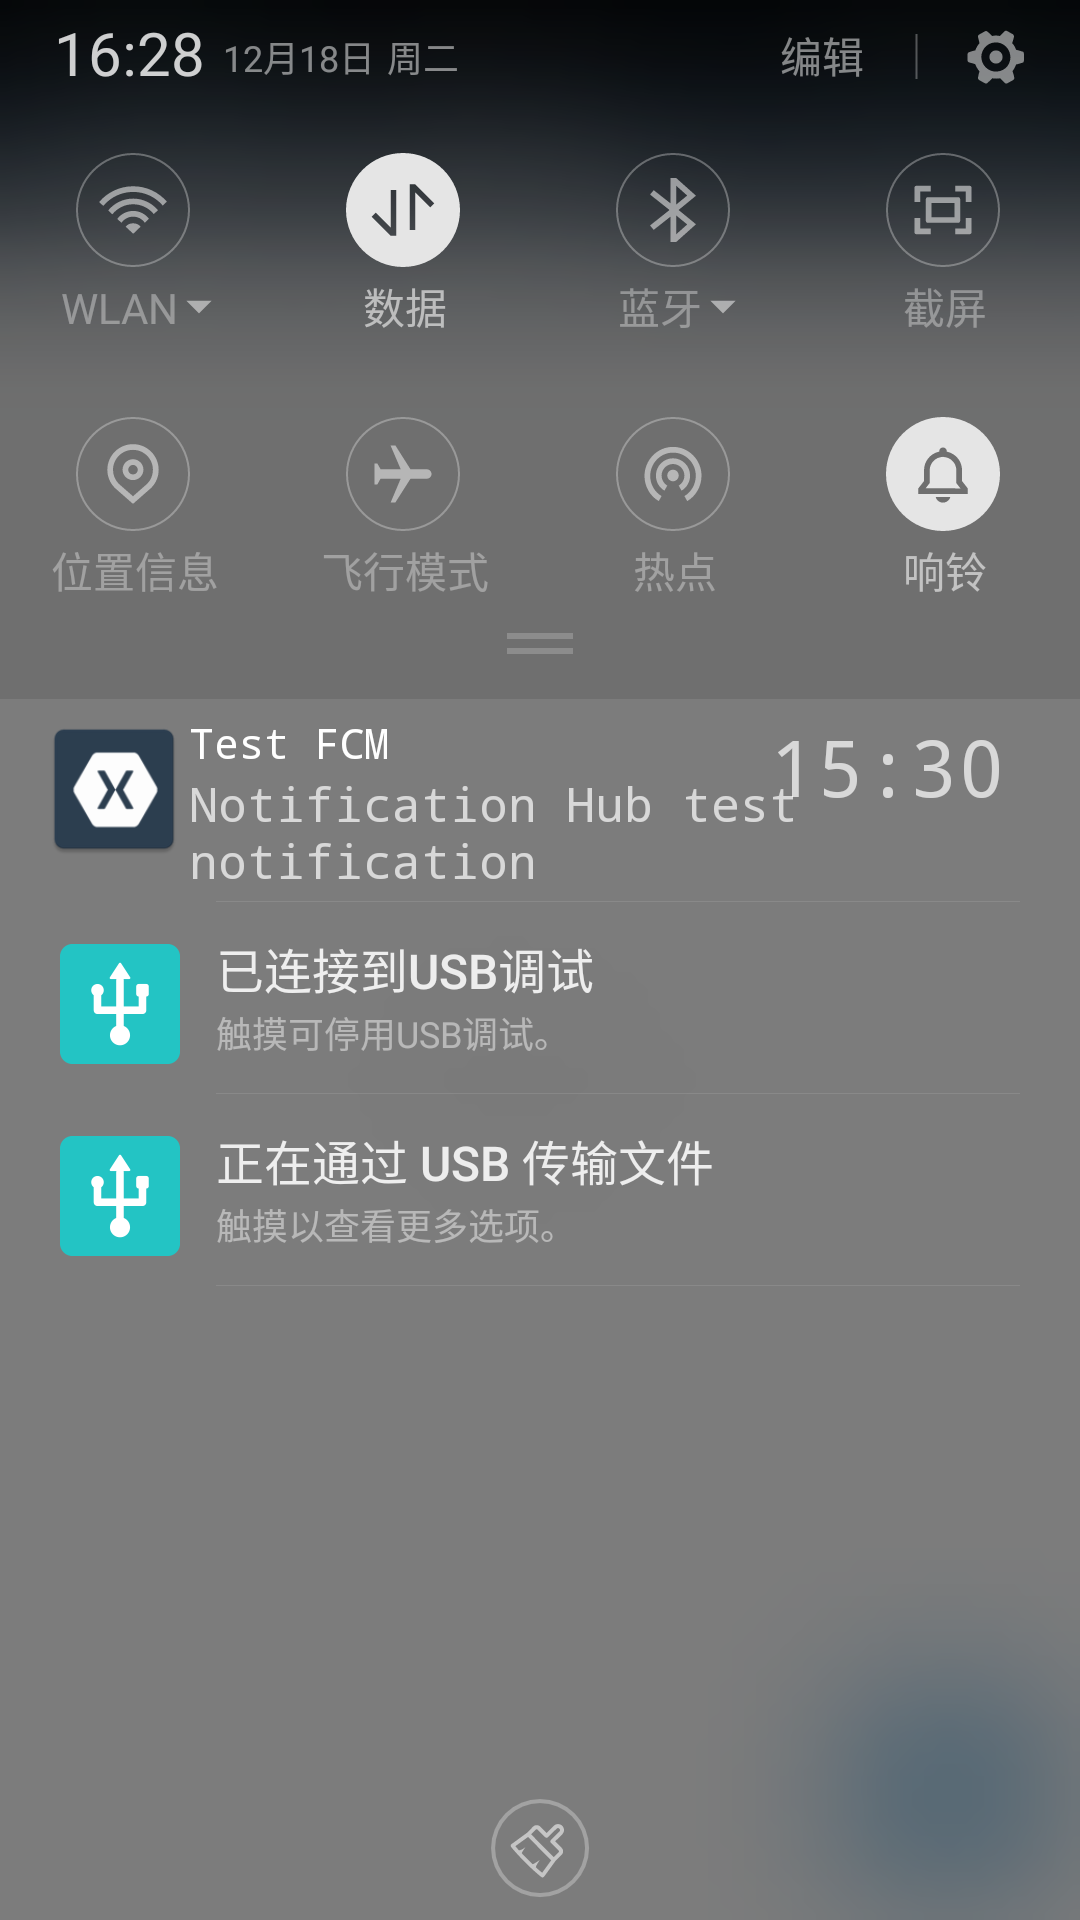 16:28 12月18日 周二 编辑
WLAN 数据 蓝牙 截屏
位置信息 飞行模式 热点 响铃
Test FCM
15:30
Notification Hub test
notification
已连接到USB调试
触摸可停用USB调试。
正在通过 USB 传输文件
触摸以查看更多选项。